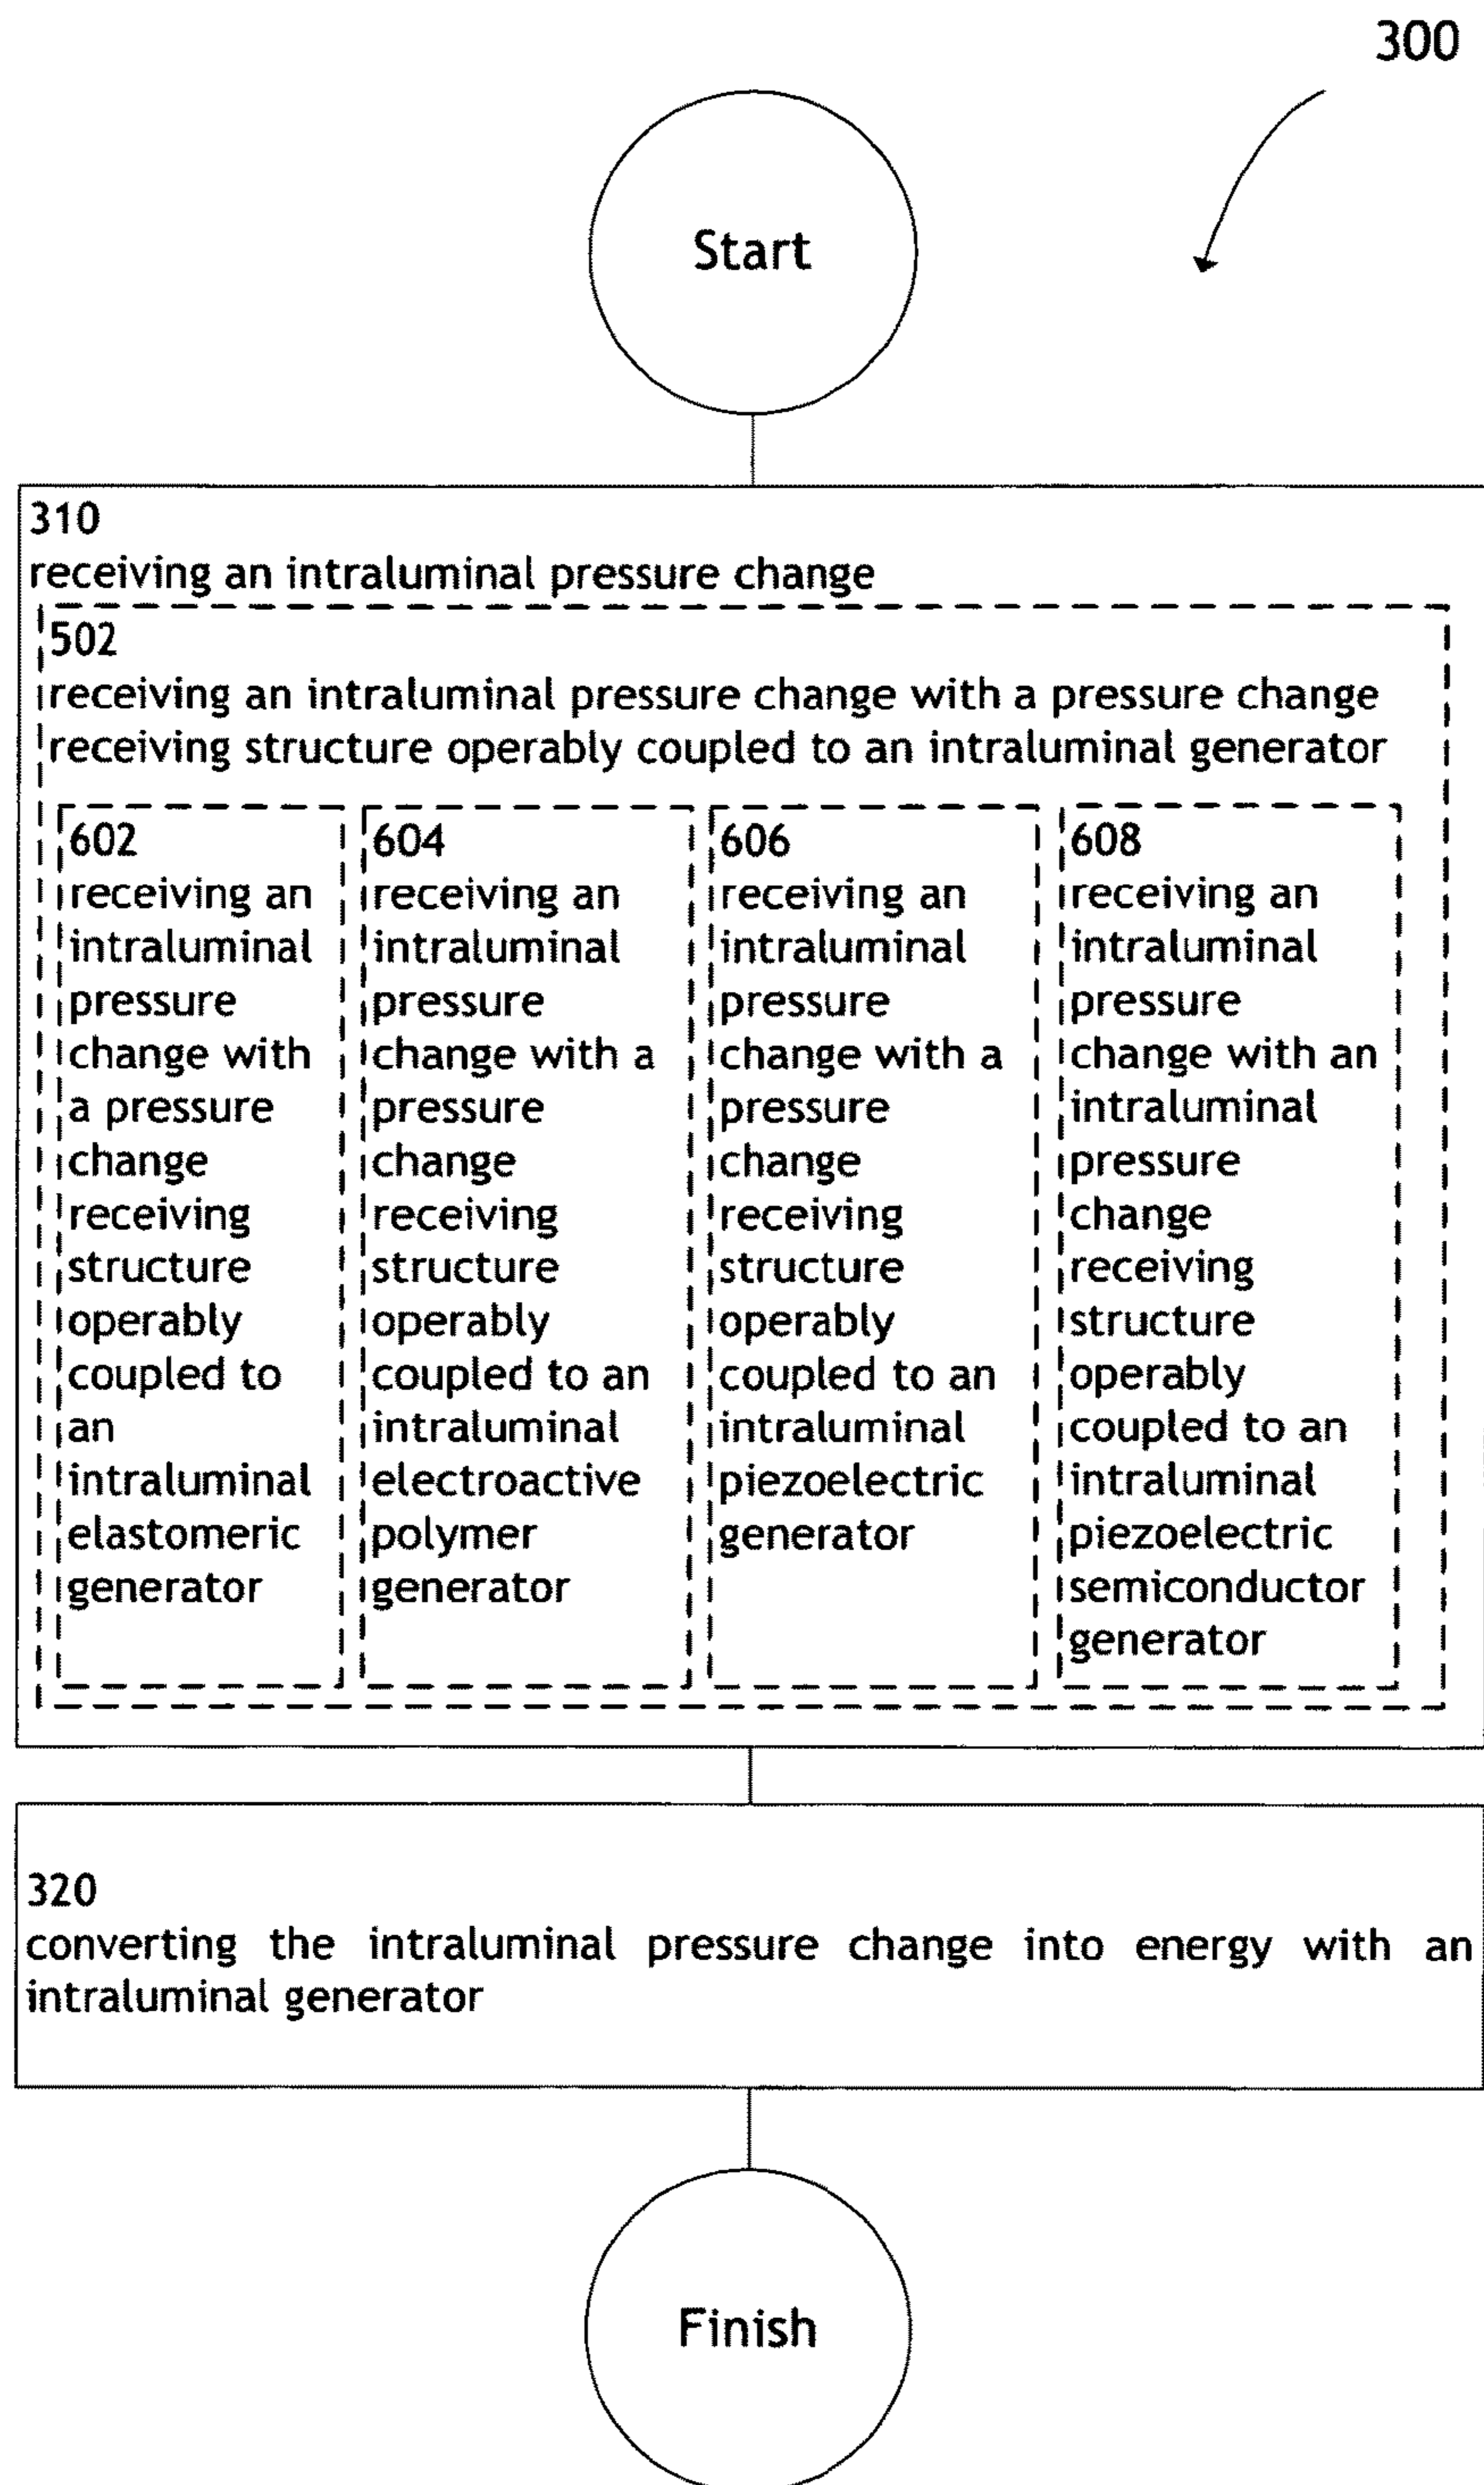 300
Start
310
receiving an intraluminal pressure change
502
receiving an intraluminal pressure change with a pressure change
receiving structure operably coupled to an intraluminal generator
602
receiving an
intraluminal
pressure
change with
a pressure
change
receiving
structure
operably
coupled to
an
intraluminal
elastomeric
generator
604
receiving an
intraluminal
pressure
change with a
pressure
change
receiving
structure
operably
coupled to an
intraluminal
electroactive
polymer
generator
606
receiving an
intraluminal
pressure
change with a
pressure
change
receiving
structure
operably
coupled to an
intraluminal
piezoelectric
generator
608
receiving an
intraluminal
pressure
change with an
intraluminal
pressure
change
receiving
structure
operably
coupled to an
intraluminal
piezoelectric
semiconductor
generator
320
converting the intraluminal pressure change into energy with an
intraluminal generator
Finish